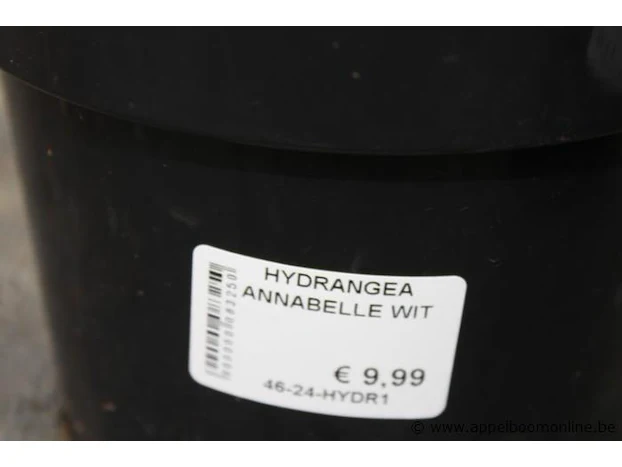 HYDRANGEA
ANNABELLE WIT
€ 9,99
46-24-HYDR1
© www.appelboomonline.be